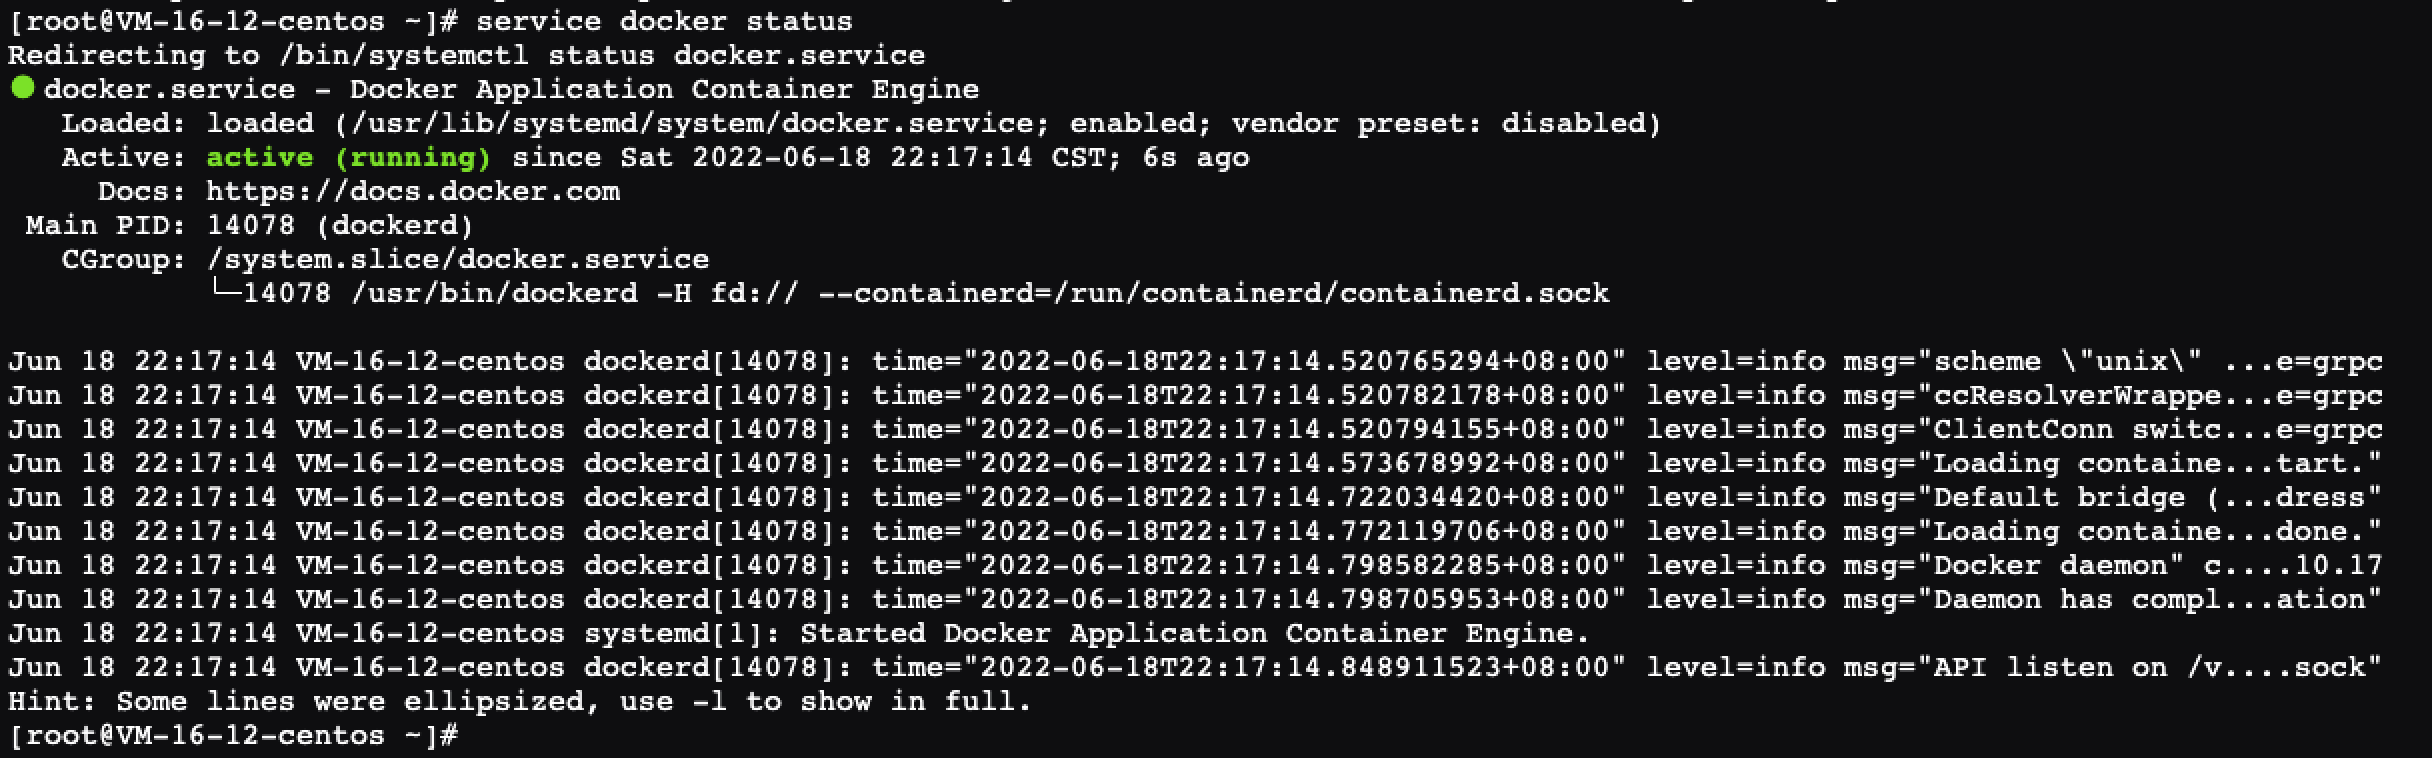 [root@VM-16-12-centos ~]# service docker status
Redirecting to /bin/systemctl status docker.service
● docker.service - Docker Application Container Engine
   Loaded: loaded (/usr/lib/systemd/system/docker.service; enabled; vendor preset: disabled)
   Active: active (running) since Sat 2022-06-18 22:17:14 CST; 6s ago
     Docs: https://docs.docker.com
 Main PID: 14078 (dockerd)
   CGroup: /system.slice/docker.service
           └─14078 /usr/bin/dockerd -H fd:// --containerd=/run/containerd/containerd.sock

Jun 18 22:17:14 VM-16-12-centos dockerd[14078]: time="2022-06-18T22:17:14.520765294+08:00" level=info msg="scheme \"unix\" ...e=grpc
Jun 18 22:17:14 VM-16-12-centos dockerd[14078]: time="2022-06-18T22:17:14.520782178+08:00" level=info msg="ccResolverWrappe...e=grpc
Jun 18 22:17:14 VM-16-12-centos dockerd[14078]: time="2022-06-18T22:17:14.520794155+08:00" level=info msg="ClientConn switc...e=grpc
Jun 18 22:17:14 VM-16-12-centos dockerd[14078]: time="2022-06-18T22:17:14.573678992+08:00" level=info msg="Loading containe...tart."
Jun 18 22:17:14 VM-16-12-centos dockerd[14078]: time="2022-06-18T22:17:14.722034420+08:00" level=info msg="Default bridge (...dress"
Jun 18 22:17:14 VM-16-12-centos dockerd[14078]: time="2022-06-18T22:17:14.772119706+08:00" level=info msg="Loading containe...done."
Jun 18 22:17:14 VM-16-12-centos dockerd[14078]: time="2022-06-18T22:17:14.798582285+08:00" level=info msg="Docker daemon" c....10.17
Jun 18 22:17:14 VM-16-12-centos dockerd[14078]: time="2022-06-18T22:17:14.798705953+08:00" level=info msg="Daemon has compl...ation"
Jun 18 22:17:14 VM-16-12-centos systemd[1]: Started Docker Application Container Engine.
Jun 18 22:17:14 VM-16-12-centos dockerd[14078]: time="2022-06-18T22:17:14.848911523+08:00" level=info msg="API listen on /v....sock"
Hint: Some lines were ellipsized, use -l to show in full.
[root@VM-16-12-centos ~]#